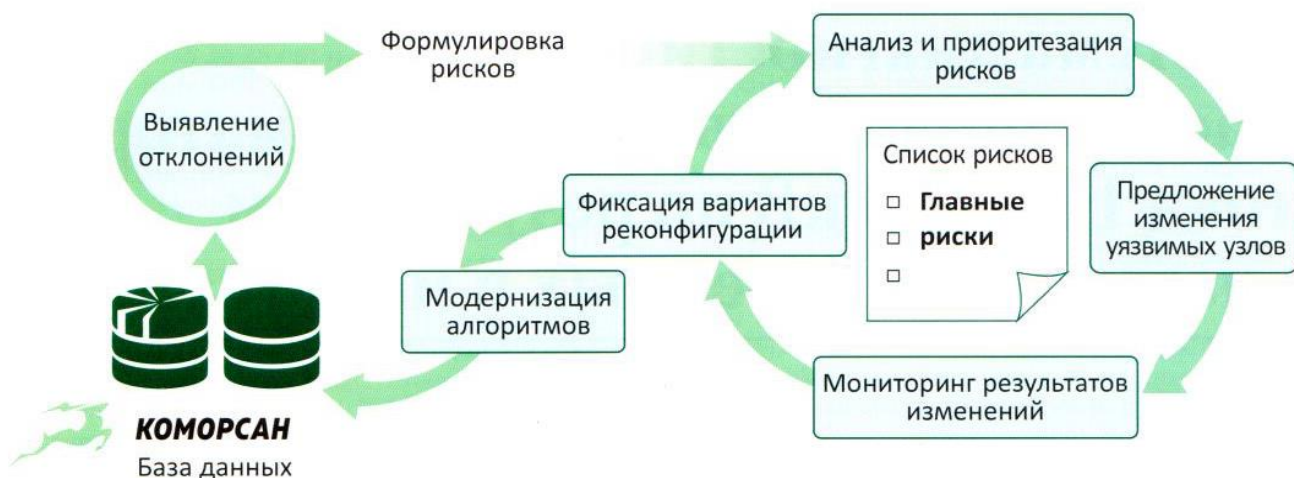 Формулировка
рисков
Анализ и приоритезация
рисков
Выявление
отклонений
Список рисков
Главные
риски
Предложение
изменения
уязвимых узлов
Фиксация вариантов
реконфигурации
Модернизация
алгоритмов
Мониторинг результатов
изменений
КОМОРСАН
База данных